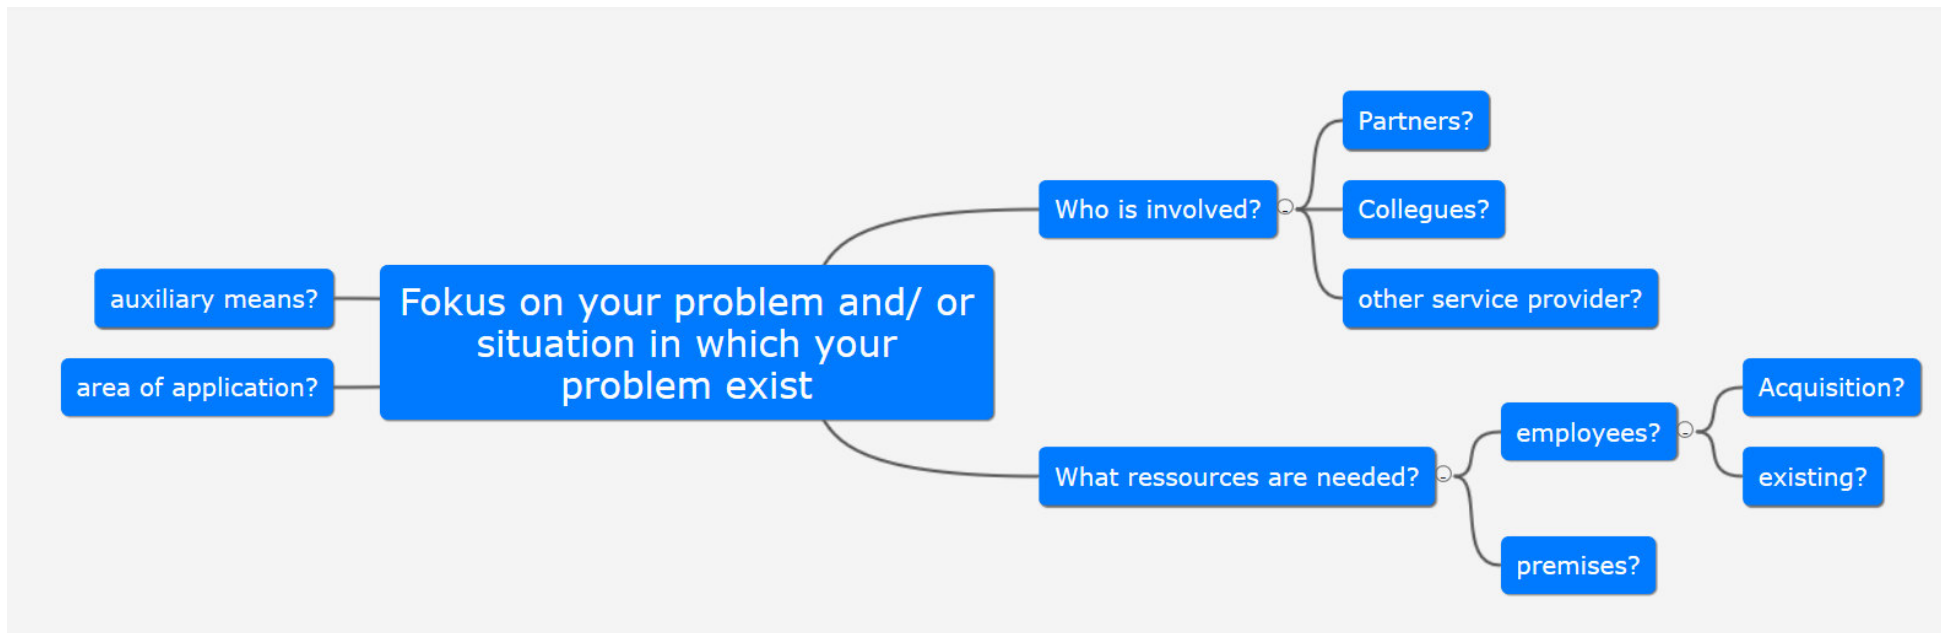 Partners?
Who is involved?
Collegues?
other service provider?
auxiliary means?
Fokus on your problem and/ or
situation in which your
problem exist
area of application?
What ressources are needed?
employees?
Acquisition?
existing?
premises?